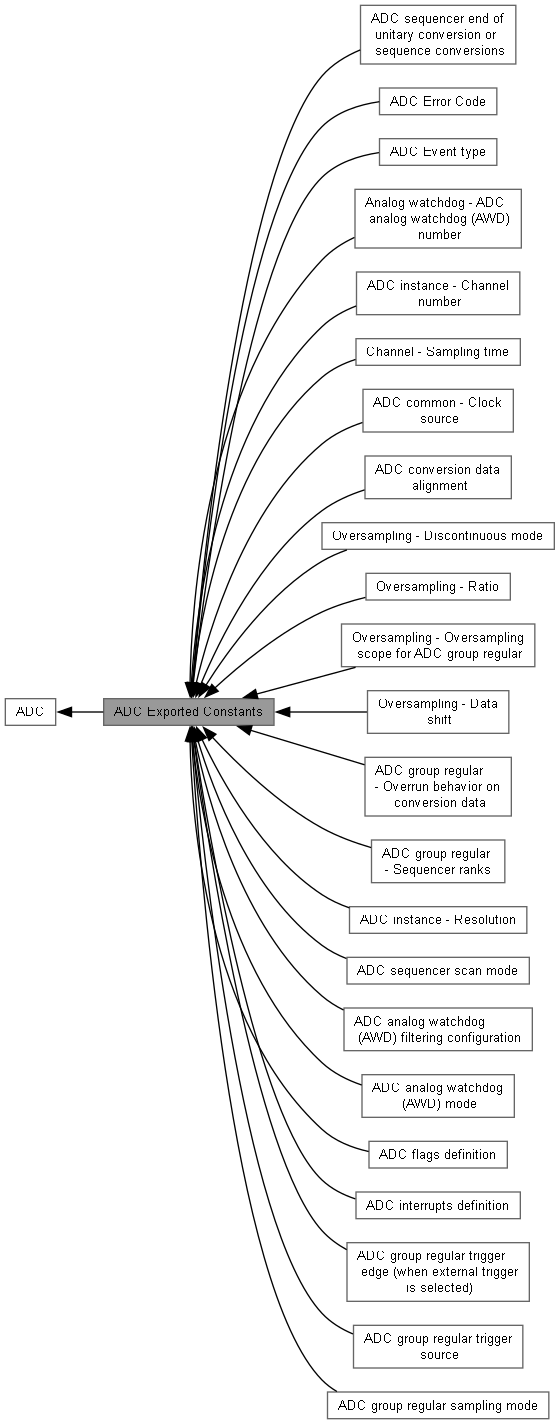 ADC sequencer end of
unitary conversion or
sequence conversions
ADC Error Code
ADC Event type
Analog watchdog - ADC
analog watchdog (AWD)
number
ADC instance - Channel
number
Channel - Sampling time
ADC common - Clock
source
ADC conversion data
alignment
Oversampling - Discontinuous mode
Oversampling - Ratio
Oversampling - Oversampling
scope for ADC group regular
ADC
ADC Exported Constants
Oversampling - Data
shift
ADC group regular
- Overrun behavior on
conversion data
ADC group regular
- Sequencer ranks
ADC instance - Resolution
ADC sequencer scan mode
ADC analog watchdog
(AWD) filtering configuration
ADC analog watchdog
(AWD) mode
ADC flags definition
ADC interrupts definition
ADC group regular trigger
edge (when external trigger
is selected)
ADC group regular trigger
source
ADC group regular sampling mode